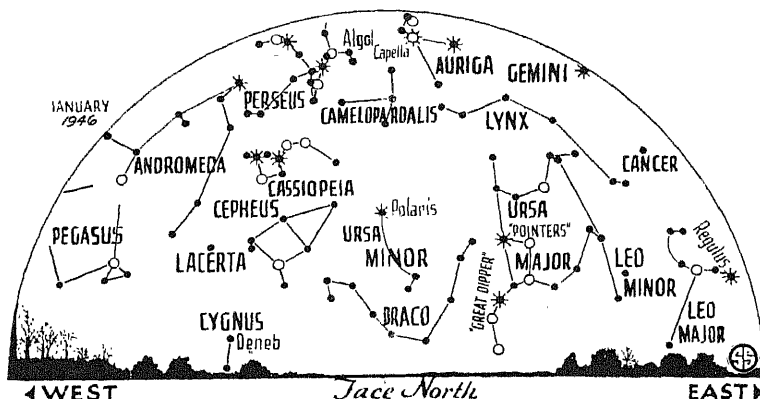 Algol
Capella
AURIGA
GEMINI
JANUARY
1946
PERSEUS
CAMELOPARDALIS
LYNX
ANDROMEDA
CANCER
CASSIOPEIA
CEPHEUS
Polaris
URSA
"POINTERS"
MAJOR
PEGASUS
LACERTA
URSA
MINOR
Regulus
LEO
MINOR
"GREAT DIPPER"
LEO
MAJOR
DRACO
CYGNUS
Deneb
WEST
Face North
EAST